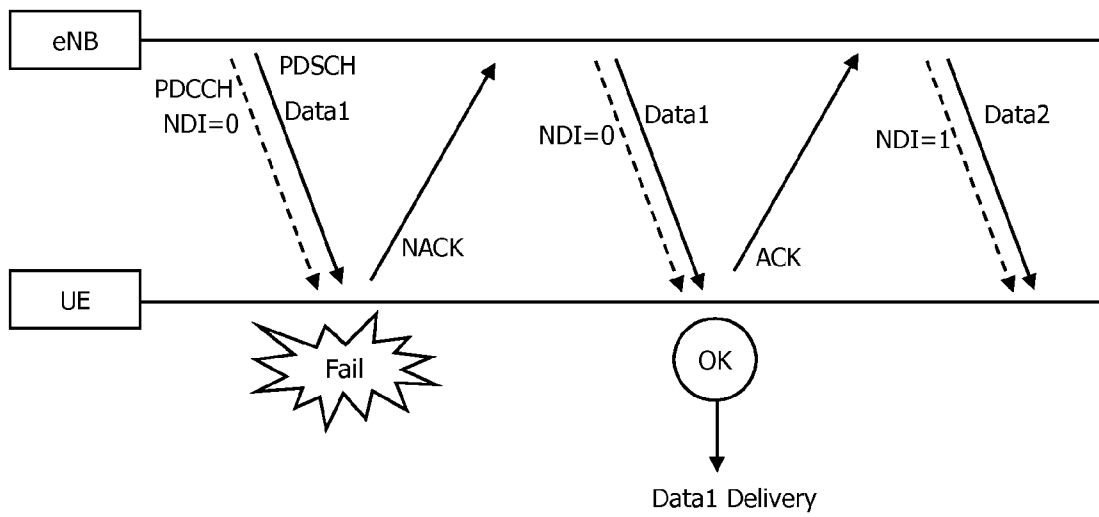 eNB
PDCCH
NDI=0
PDSCH
Data1
NACK
NDI=0
Data1
ACK
NDI=1
Data2
UE
Fail
OK
Data1 Delivery